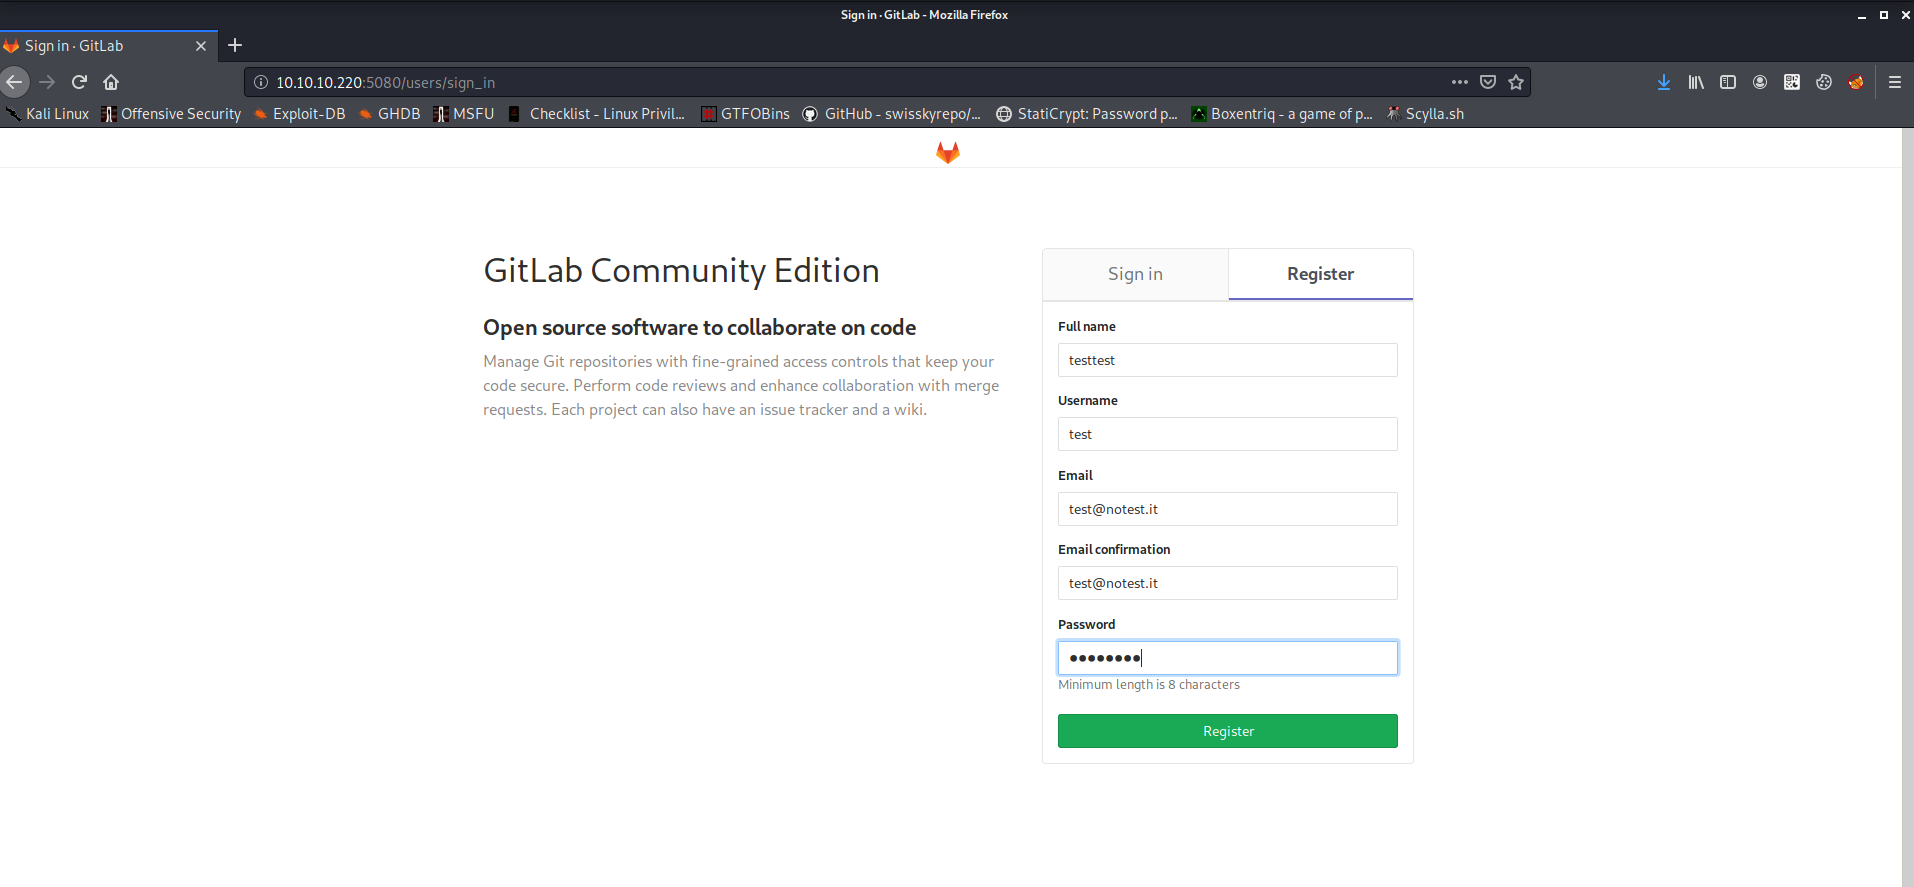 Sign in · GitLab - Mozilla Firefox
Sign in · GitLab
10.10.10.220:5080/users/sign_in
Kali Linux Offensive Security Exploit-DB GHDB MSFU Checklist - Linux Privil... GTFOBins GitHub - swisskyrepo/... StatiCrypt: Password p... Boxentriq - a game of p... Scylla.sh
GitLab Community Edition
Open source software to collaborate on code
Manage Git repositories with fine-grained access controls that keep your
code secure. Perform code reviews and enhance collaboration with merge
requests. Each project can also have an issue tracker and a wiki.
Sign in Register
Full name
testtest
Username
test
Email
test@notest.it
Email confirmation
test@notest.it
Password
••••••••
Minimum length is 8 characters
Register